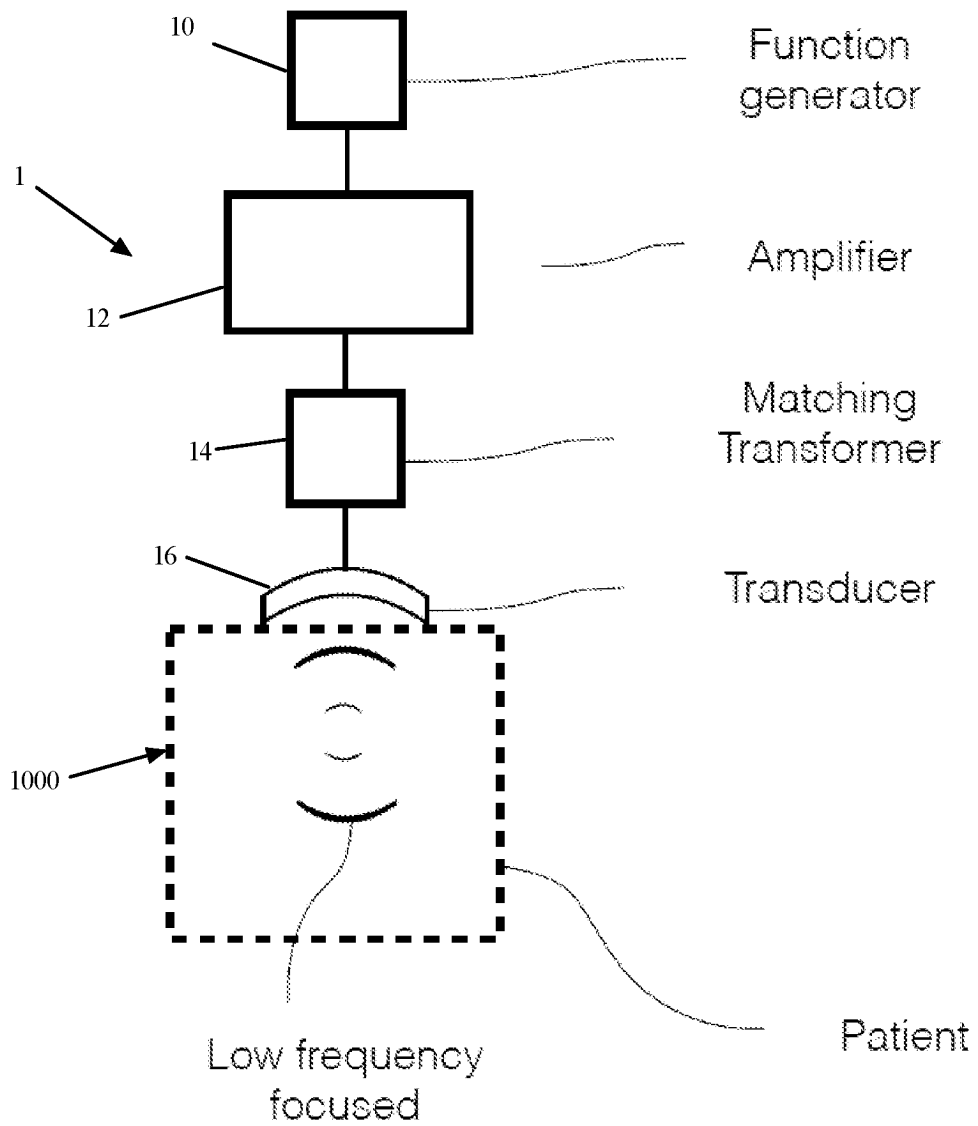 10
Function
generator
1
Amplifier
12
Matching
Transformer
14
16
Transducer
1000
Patient
Low frequency
focused